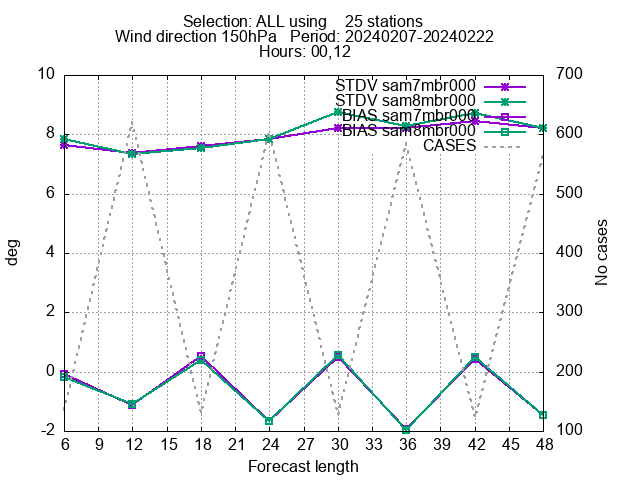 Selection: ALL using    25 stations
Wind direction 150hPa   Period: 20240207-20240222
Hours: 00,12
10
8
6
4
2
0
-2
deg
STDV sam7mbr000
STDV sam8mbr000
BIAS sam7mbr000
BIAS sam8mbr000
CASES
700
600
500
400
300
200
100
No cases
6 9 12 15 18 21 24 27 30 33 36 39 42 45 48
Forecast length